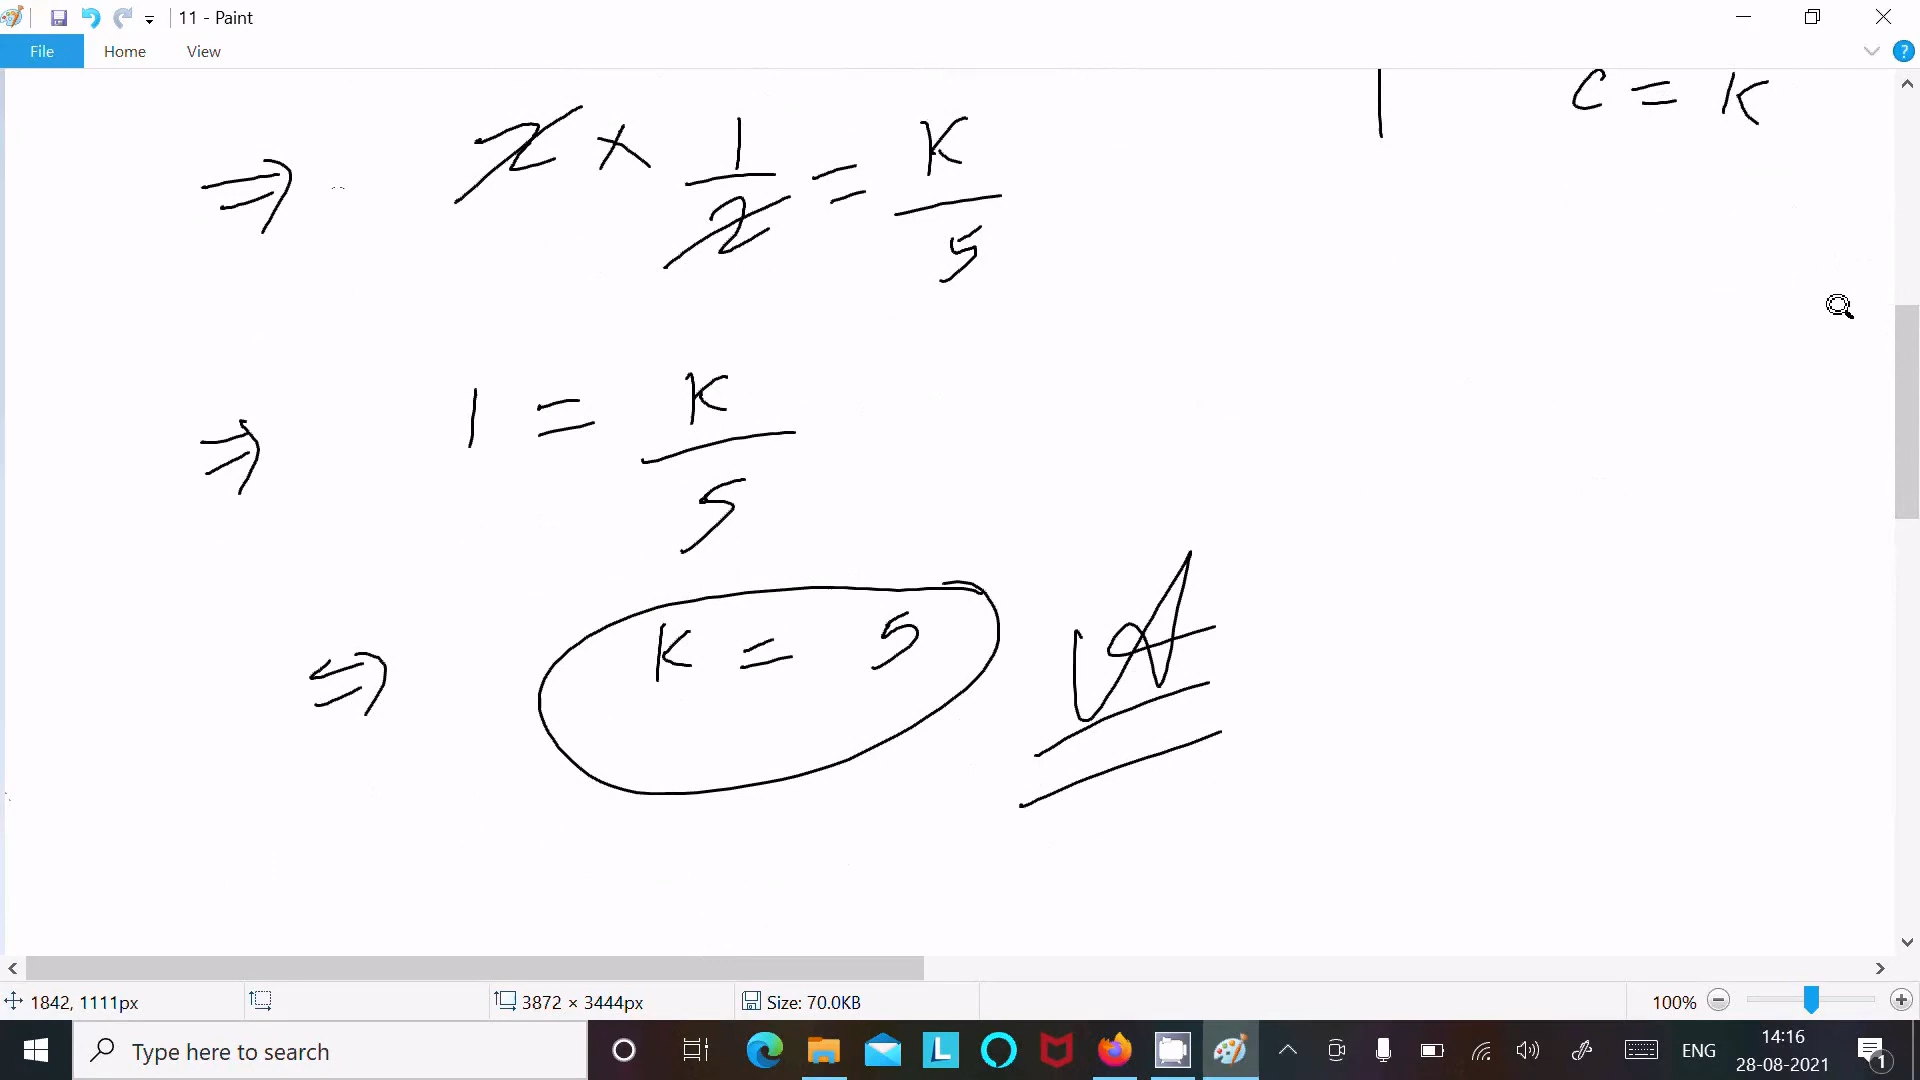 11 - Paint
File Home View
c = K
⇒ 2 × 1/2 = K/5
⇒ 1 = K/5
⇒ K = 5
1842, 1111px 3872 × 3444px Size: 70.0KB 100%
Type here to search
L
ENG
14:16
28-08-2021
1